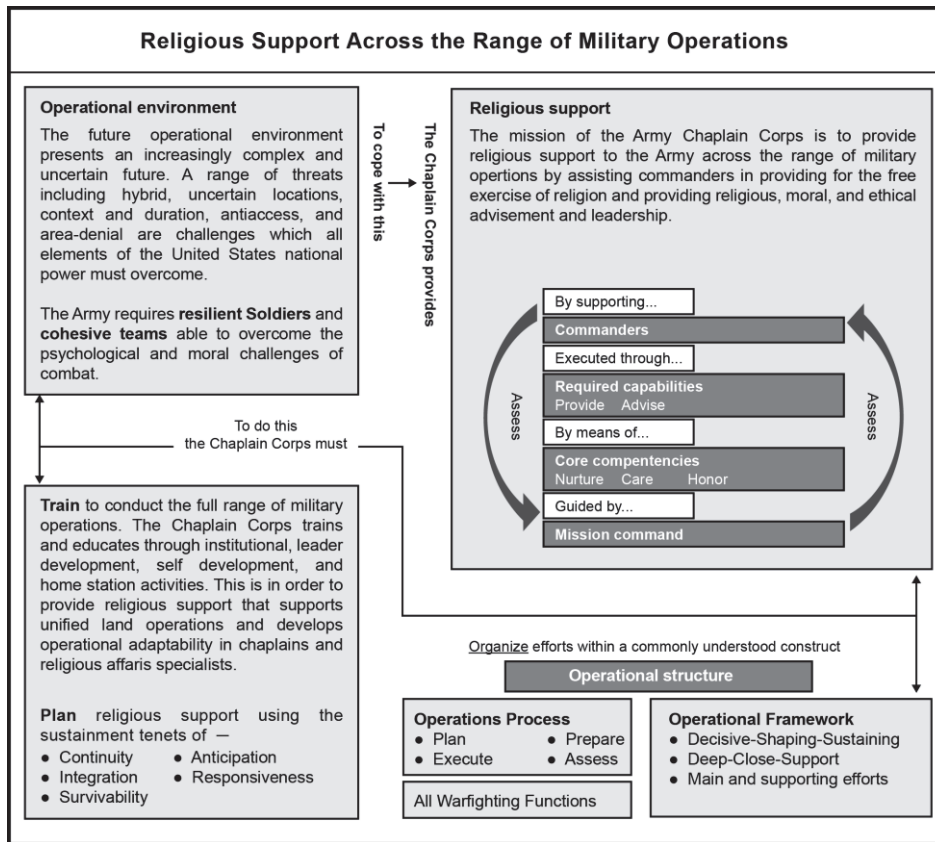 Religious Support Across the Range of Military Operations
Operational environment
The future operational environment
presents an increasingly complex and
uncertain future. A range of threats
including hybrid, uncertain locations,
context and duration, antiaccess, and
area-denial are challenges which all
elements of the United States national
power must overcome.
The Army requires resilient Soldiers and
cohesive teams able to overcome the
psychological and moral challenges of
combat.
To cope with this
The Chaplain Corps provides
Religious support
The mission of the Army Chaplain Corps is to provide
religious support to the Army across the range of military
opertions by assisting commanders in providing for the free
exercise of religion and providing religious, moral, and ethical
advisement and leadership.
By supporting...
Commanders
Executed through...
Required capabilities
Provide Advise
By means of...
Core compentencies
Nurture Care Honor
Guided by...
Mission command
Assess
Assess
To do this
the Chaplain Corps must
Train to conduct the full range of military
operations. The Chaplain Corps trains
and educates through institutional, leader
development, self development, and
home station activities. This is in order to
provide religious support that supports
unified land operations and develops
operational adaptability in chaplains and
religious affaris specialists.
Plan religious support using the
sustainment tenets of —
● Continuity ● Anticipation
● Integration ● Responsiveness
● Survivability
Organize efforts within a commonly understood construct
Operational structure
Operations Process
● Plan ● Prepare
● Execute ● Assess
All Warfighting Functions
Operational Framework
● Decisive-Shaping-Sustaining
● Deep-Close-Support
● Main and supporting efforts